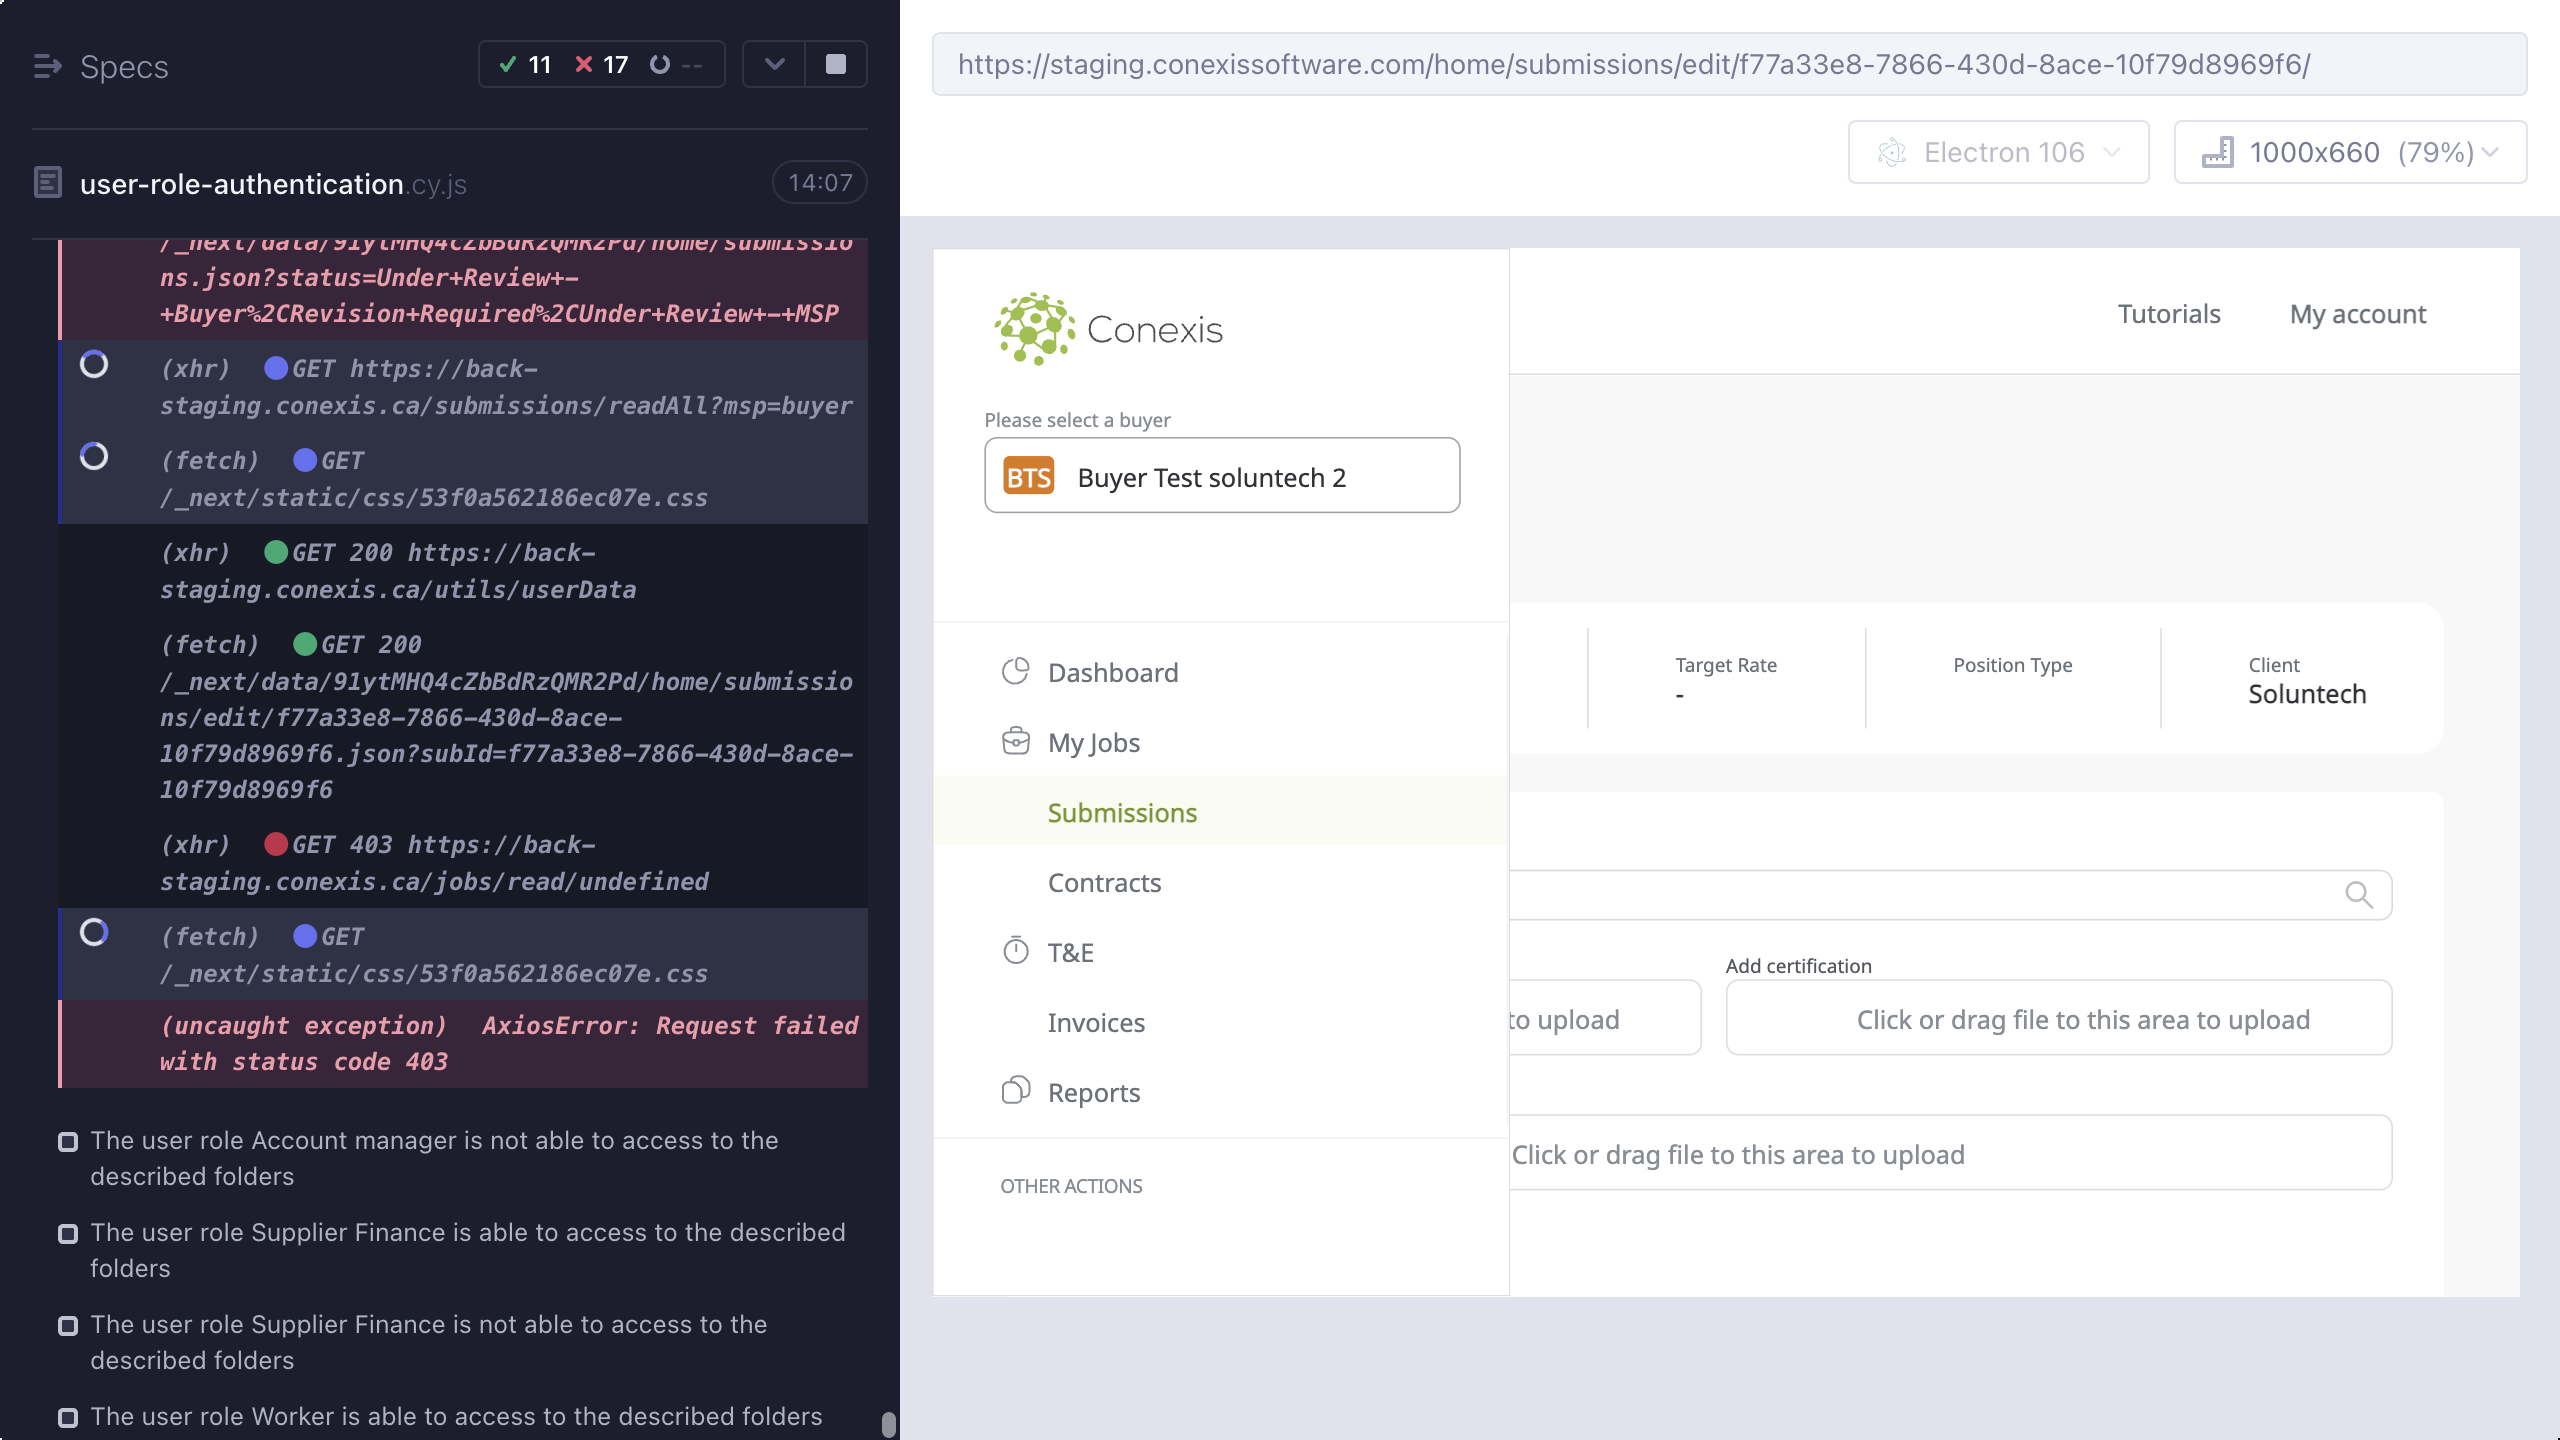 Specs
11 17 --
user-role-authentication.cy.js
14:07
/_next/data/91ytMHQ4cZbBdRzQMR2Pd/home/submissio
ns.json?status=Under+Review+-
+Buyer%2CRevision+Required%2CUnder+Review+-+MSP
(xhr) GET https://back-
staging.conexis.ca/submissions/readAll?msp=buyer
(fetch) GET
/_next/static/css/53f0a562186ec07e.css
(xhr) GET 200 https://back-
staging.conexis.ca/utils/userData
(fetch) GET 200
/_next/data/91ytMHQ4cZbBdRzQMR2Pd/home/submissio
ns/edit/f77a33e8-7866-430d-8ace-
10f79d8969f6.json?subId=f77a33e8-7866-430d-8ace-
10f79d8969f6
(xhr) GET 403 https://back-
staging.conexis.ca/jobs/read/undefined
(fetch) GET
/_next/static/css/53f0a562186ec07e.css
(uncaught exception) AxiosError: Request failed
with status code 403
The user role Account manager is not able to access to the
described folders
The user role Supplier Finance is able to access to the described
folders
The user role Supplier Finance is not able to access to the
described folders
The user role Worker is able to access to the described folders
https://staging.conexissoftware.com/home/submissions/edit/f77a33e8-7866-430d-8ace-10f79d8969f6/
Electron 106
1000x660 (79%)
Conexis
Tutorials
My account
Please select a buyer
BTS Buyer Test soluntech 2
Dashboard
My Jobs
Submissions
Contracts
T&E
Invoices
Reports
OTHER ACTIONS
Target Rate
-
Position Type
Client
Soluntech
Add certification
to upload
Click or drag file to this area to upload
Click or drag file to this area to upload